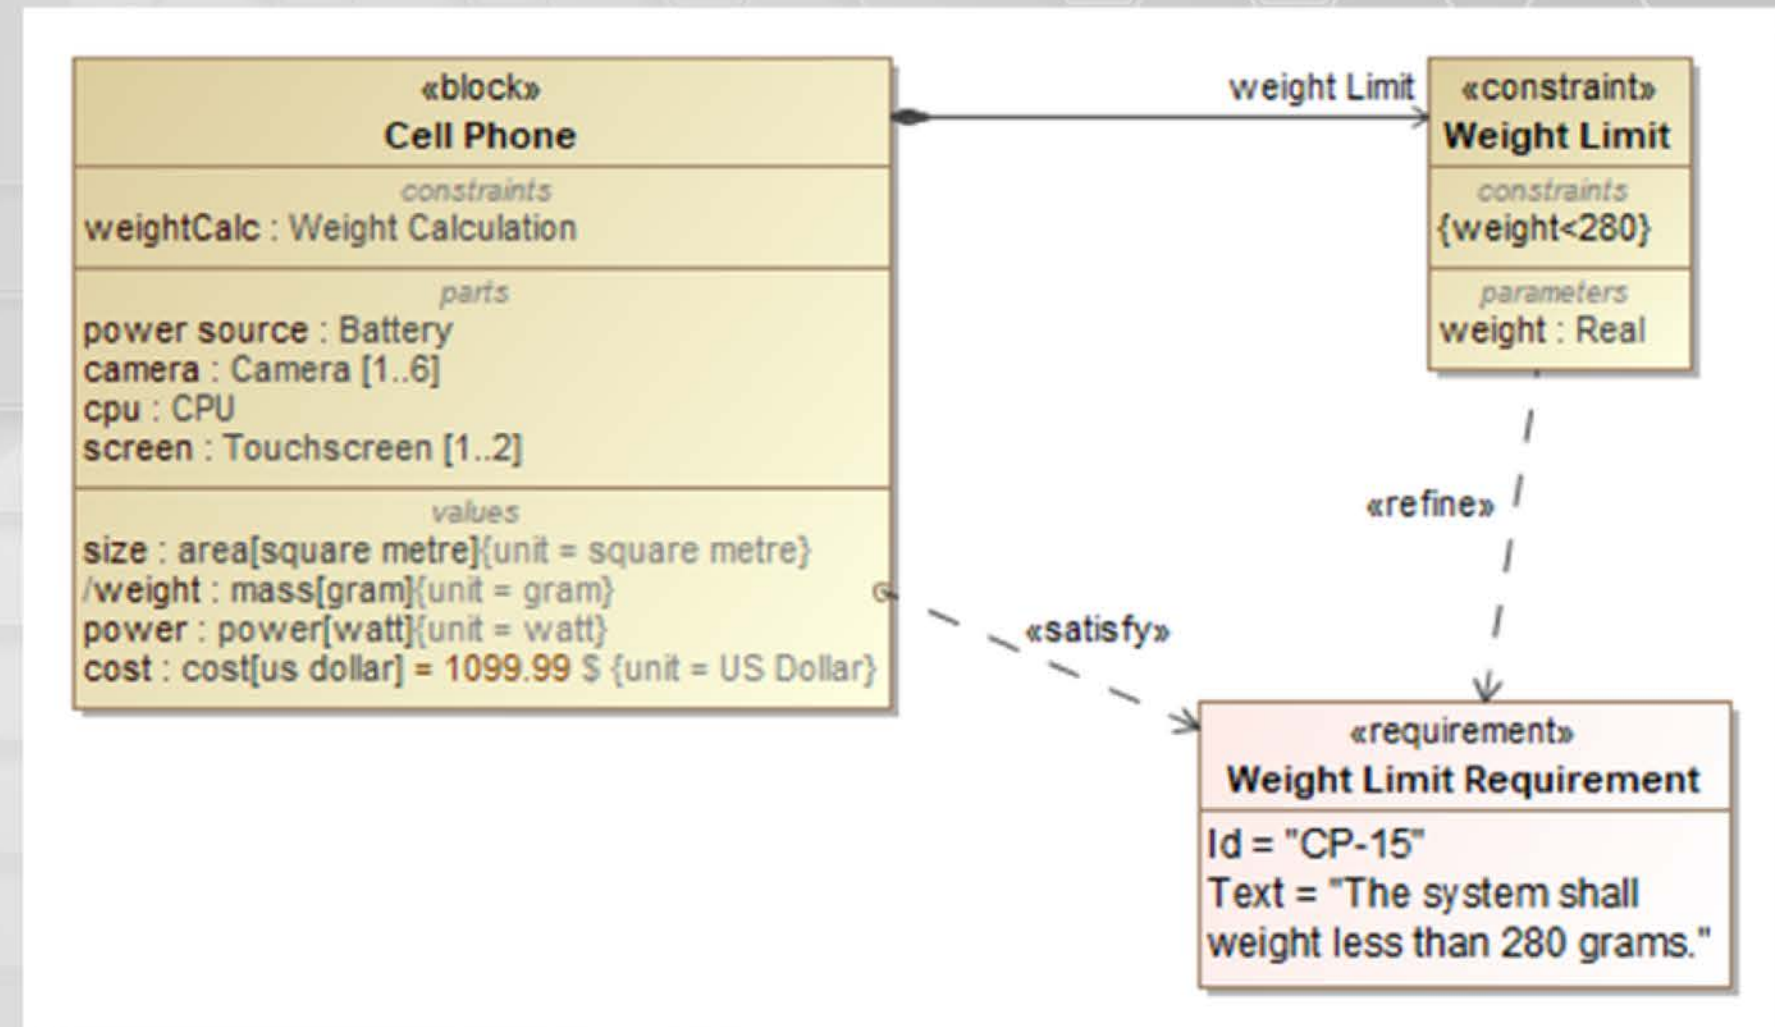 «block»
Cell Phone
constraints
weightCalc : Weight Calculation
parts
power source : Battery
camera : Camera [1..6]
cpu : CPU
screen : Touchscreen [1..2]
values
size : area[square metre]{unit = square metre}
/weight : mass[gram]{unit = gram}
power : power[watt]{unit = watt}
cost : cost[us dollar] = 1099.99 $ {unit = US Dollar}
weight Limit
«constraint»
Weight Limit
constraints
{weight<280}
parameters
weight : Real
«refine»
«satisfy»
«requirement»
Weight Limit Requirement
Id = "CP-15"
Text = "The system shall
weight less than 280 grams."